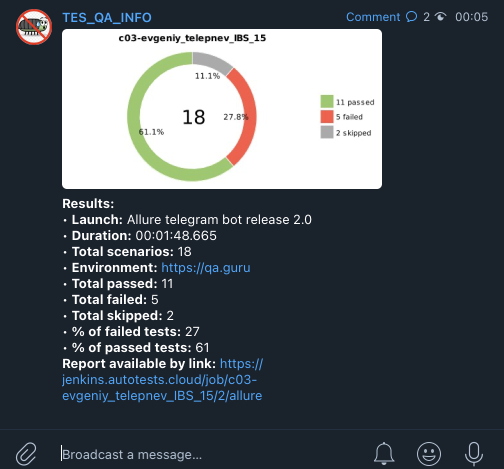 TES_QA_INFO
Comment 2 00:05
c03-evgeniy_telepnev_IBS_15
11.1%
18
27.8%
61.1%
11 passed
5 failed
2 skipped
Results:
• Launch: Allure telegram bot release 2.0
• Duration: 00:01:48.665
• Total scenarios: 18
• Environment: https://qa.guru
• Total passed: 11
• Total failed: 5
• Total skipped: 2
• % of failed tests: 27
• % of passed tests: 61
Report available by link: https://
jenkins.autotests.cloud/job/c03-
evgeniy_telepnev_IBS_15/2/allure
Broadcast a message...